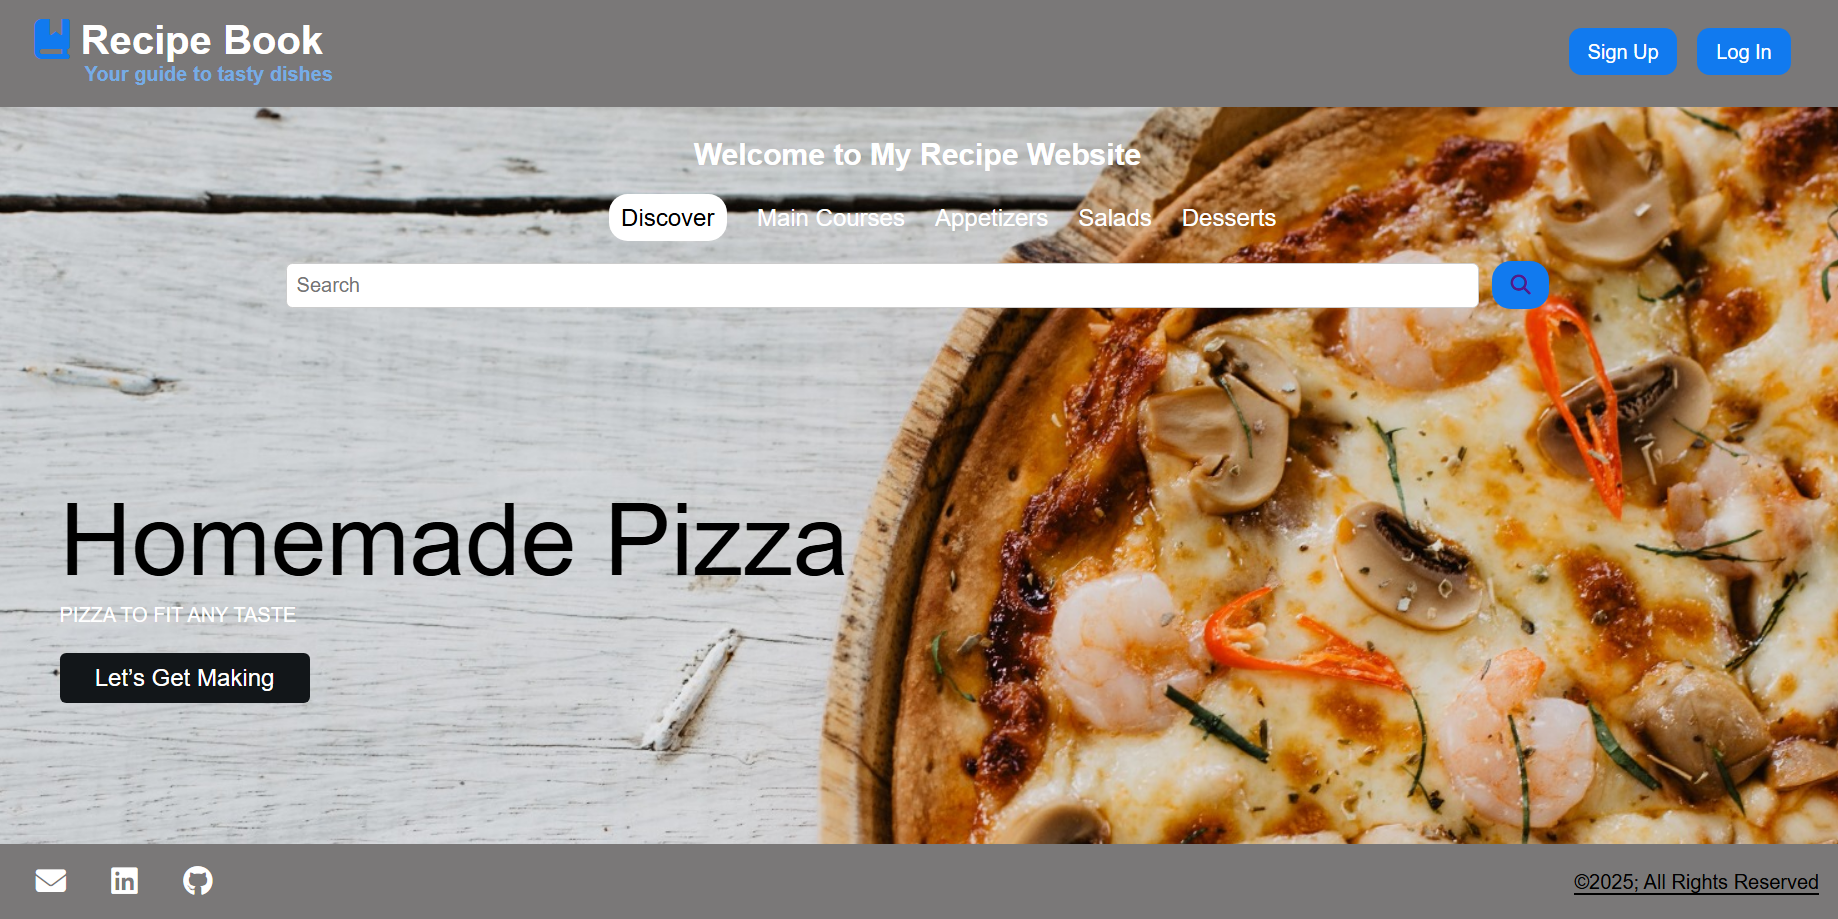 Recipe Book
Your guide to tasty dishes
Sign Up
Log In
Welcome to My Recipe Website
Discover
Main Courses
Appetizers
Salads
Desserts
Search
Homemade Pizza
PIZZA TO FIT ANY TASTE
Let's Get Making
in
©2025; All Rights Reserved